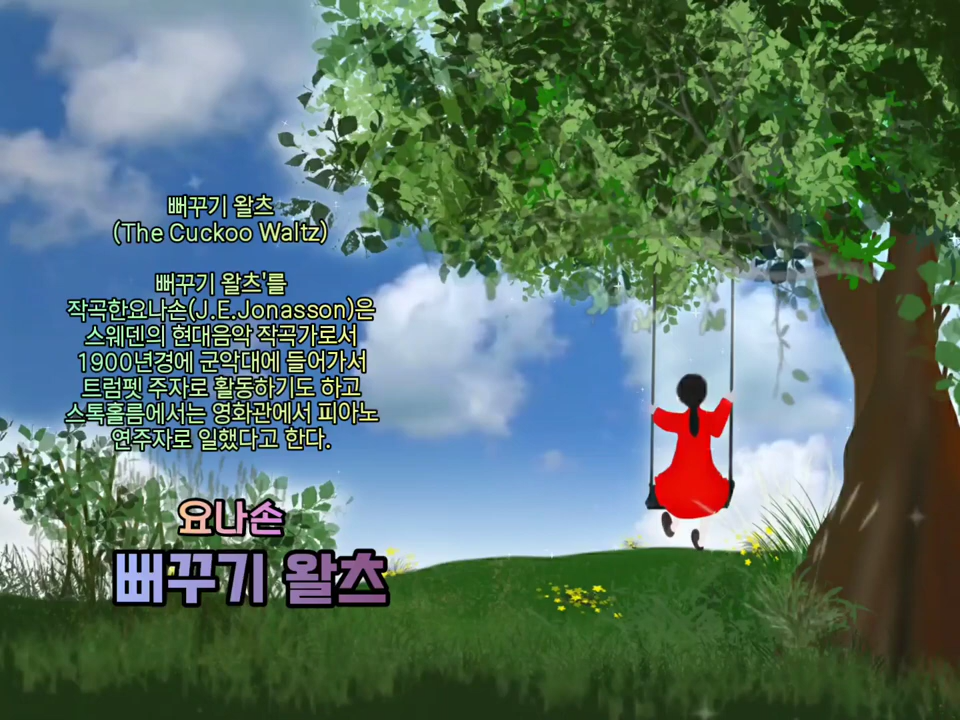 뻐꾸기 왈츠
(The Cuckoo Waltz)
뻐꾸기 왈츠'를
작곡한요나손(J.E.Jonasson)은
스웨덴의 현대음악 작곡가로서
1900년경에 군악대에 들어가서
트럼펫 주자로 활동하기도 하고
스톡홀름에서는 영화관에서 피아노
연주자로 일했다고 한다.
요나손
뻐꾸기 왈츠